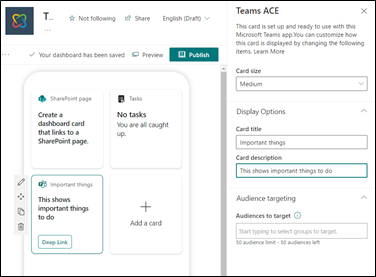 T...
Not following
Share
English (Draft)
...
Your dashboard has been saved
Preview
Publish
SharePoint page
Create a
dashboard card
that links to a
SharePoint page.
Tasks
No tasks
You are all caught
up.
Important things
This shows
important things
to do
Deep Link
Add a card
Teams ACE
This card is set up and ready to use with this
Microsoft Teams app.You can customize how
this card is displayed by changing the following
items. Learn More
Card size
Medium
Display Options
Card title
Important things
Card description
This shows important things to do
Audience targeting
Audiences to target
Start typing to select groups to target.
50 audience limit - 50 audiences left